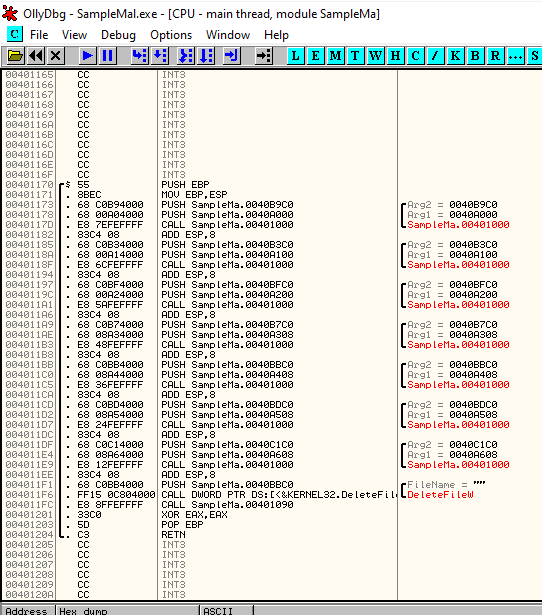 OllyDbg - SampleMal.exe - [CPU - main thread, module SampleMa]
C File View Debug Options Window Help
L E M T W H C / K B R ... S
00401165 CC INT3
00401166 CC INT3
00401167 CC INT3
00401168 CC INT3
00401169 CC INT3
0040116A CC INT3
0040116B CC INT3
0040116C CC INT3
0040116D CC INT3
0040116E CC INT3
0040116F CC INT3
00401170 $ 55 PUSH EBP
00401171 . 8BEC MOV EBP,ESP
00401173 . 68 C0B94000 PUSH SampleMa.0040B9C0 Arg2 = 0040B9C0
00401178 . 68 00A04000 PUSH SampleMa.0040A000 Arg1 = 0040A000
0040117D . E8 7EFEFFFF CALL SampleMa.00401000 SampleMa.00401000
00401182 . 83C4 08 ADD ESP,8
00401185 . 68 C0B34000 PUSH SampleMa.0040B3C0 Arg2 = 0040B3C0
0040118A . 68 00A14000 PUSH SampleMa.0040A100 Arg1 = 0040A100
0040118F . E8 6CFEFFFF CALL SampleMa.00401000 SampleMa.00401000
00401194 . 83C4 08 ADD ESP,8
00401197 . 68 C0BF4000 PUSH SampleMa.0040BFC0 Arg2 = 0040BFC0
0040119C . 68 00A24000 PUSH SampleMa.0040A200 Arg1 = 0040A200
004011A1 . E8 5AFEFFFF CALL SampleMa.00401000 SampleMa.00401000
004011A6 . 83C4 08 ADD ESP,8
004011A9 . 68 C0B74000 PUSH SampleMa.0040B7C0 Arg2 = 0040B7C0
004011AE . 68 08A34000 PUSH SampleMa.0040A308 Arg1 = 0040A308
004011B3 . E8 48FEFFFF CALL SampleMa.00401000 SampleMa.00401000
004011B8 . 83C4 08 ADD ESP,8
004011BB . 68 C0BB4000 PUSH SampleMa.0040BBC0 Arg2 = 0040BBC0
004011C0 . 68 08A44000 PUSH SampleMa.0040A408 Arg1 = 0040A408
004011C5 . E8 36FEFFFF CALL SampleMa.00401000 SampleMa.00401000
004011CA . 83C4 08 ADD ESP,8
004011CD . 68 C0BD4000 PUSH SampleMa.0040BDC0 Arg2 = 0040BDC0
004011D2 . 68 08A54000 PUSH SampleMa.0040A508 Arg1 = 0040A508
004011D7 . E8 24FEFFFF CALL SampleMa.00401000 SampleMa.00401000
004011DC . 83C4 08 ADD ESP,8
004011DF . 68 C0C14000 PUSH SampleMa.0040C1C0 Arg2 = 0040C1C0
004011E4 . 68 08A64000 PUSH SampleMa.0040A608 Arg1 = 0040A608
004011E9 . E8 12FEFFFF CALL SampleMa.00401000 SampleMa.00401000
004011EE . 83C4 08 ADD ESP,8
004011F1 . 68 C0BB4000 PUSH SampleMa.0040BBC0 FileName = ""
004011F6 . FF15 0C804000 CALL DWORD PTR DS:[<&KERNEL32.DeleteFil DeleteFileW
004011FC . E8 8FFEFFFF CALL SampleMa.00401090
00401201 . 33C0 XOR EAX,EAX
00401203 . 5D POP EBP
00401204 . C3 RETN
00401205 CC INT3
00401206 CC INT3
00401207 CC INT3
00401208 CC INT3
00401209 CC INT3
0040120A CC INT3
Address Hex dump ASCII